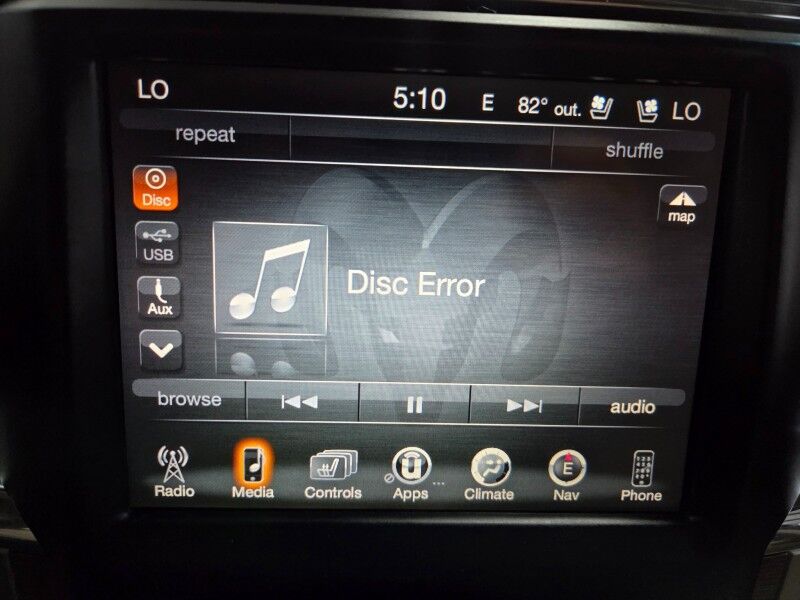 LO 5:10 E 82° out. LO
repeat shuffle
Disc
map
USB
Disc Error
Aux
browse audio
Radio Media Controls Apps ... Climate E Nav Phone